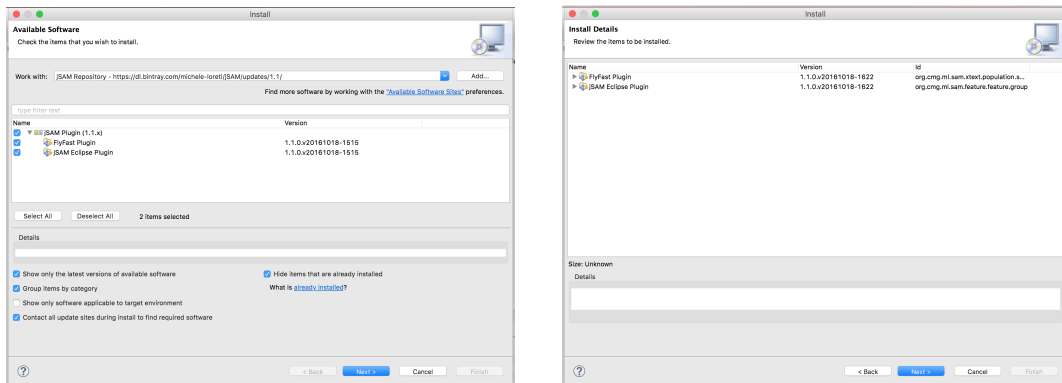 Install
Available Software
Check the items that you wish to install.
Work with: jSAM Repository - https://dl.bintray.com/michele-loreti/jSAM/updates/1.1/ Add...
Find more software by working with the "Available Software Sites" preferences.
type filter text
Name Version
jSAM Plugin (1.1.x)
FlyFast Plugin 1.1.0.v20161018-1515
jSAM Eclipse Plugin 1.1.0.v20161018-1515
Select All Deselect All 2 items selected
Details
Show only the latest versions of available software Hide items that are already installed
Group items by category What is already installed?
Show only software applicable to target environment
Contact all update sites during install to find required software
? < Back Next > Cancel Finish
Install
Install Details
Review the items to be installed.
Name Version Id
FlyFast Plugin 1.1.0.v20161018-1622 org.cmg.ml.sam.xtext.population.s...
jSAM Eclipse Plugin 1.1.0.v20161018-1622 org.cmg.ml.sam.feature.feature.group
Size: Unknown
Details
? < Back Next > Cancel Finish